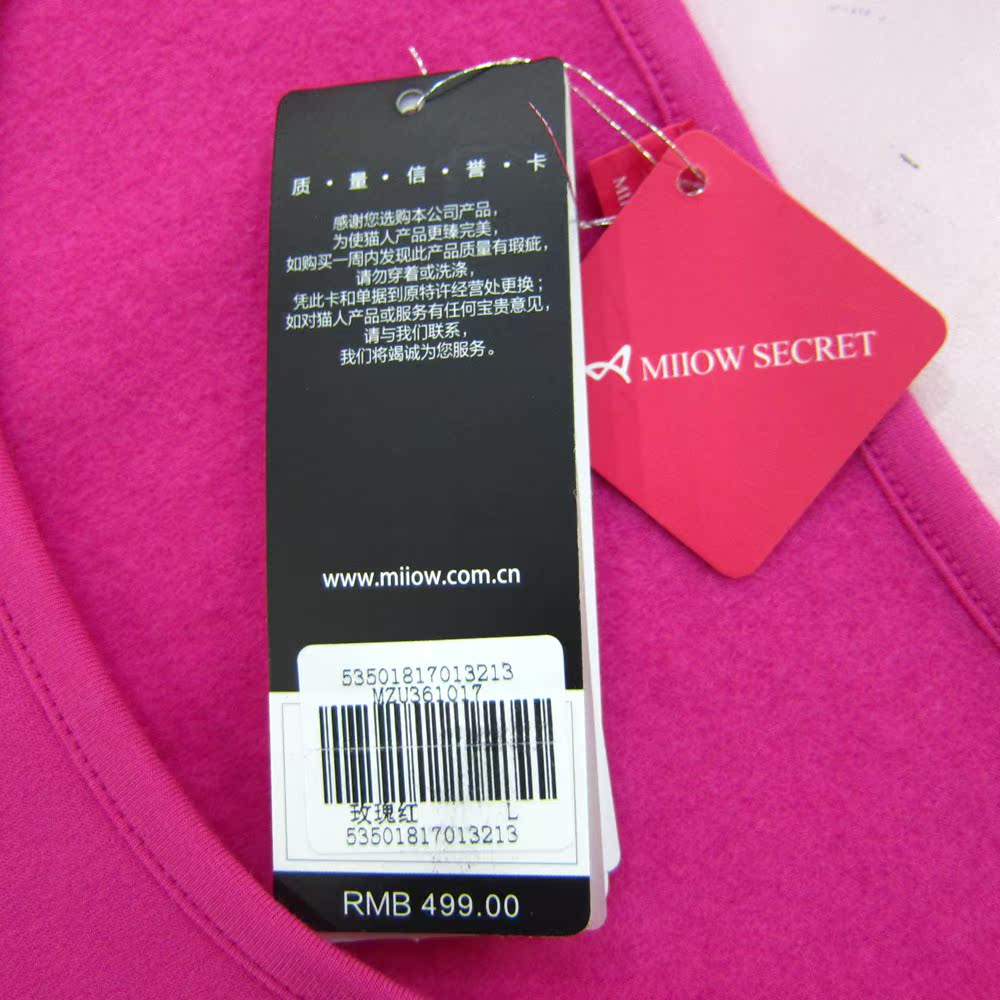 质·量·信·誉·卡
感谢您选购本公司产品，
为使猫人产品更臻完美，
如购买一周内发现此产品质量有瑕疵，
请勿穿着或洗涤，
凭此卡和单据到原特许经营处更换；
如对猫人产品或服务有任何宝贵意见，
请与我们联系，
我们将竭诚为您服务。
www.miiow.com.cn
53501817013213
MZU361017
玫瑰红 L
53501817013213
RMB 499.00
MIIOW SECRET